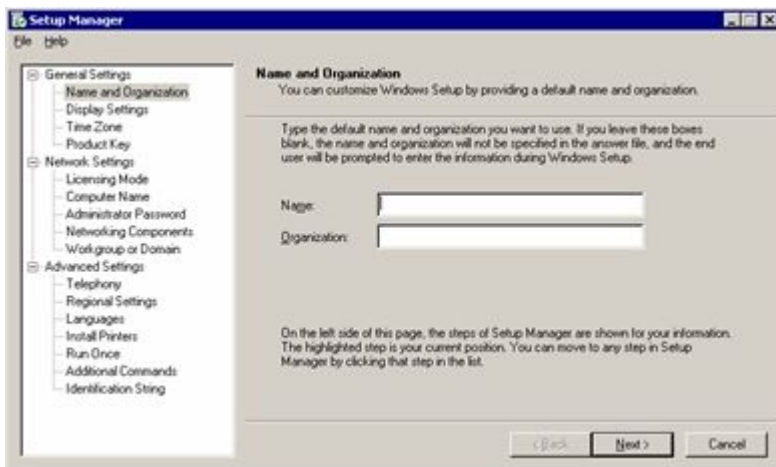 Setup Manager
File Help
General Settings
Name and Organization
Display Settings
Time Zone
Product Key
Network Settings
Licensing Mode
Computer Name
Administrator Password
Networking Components
Workgroup or Domain
Advanced Settings
Telephony
Regional Settings
Languages
Install Printers
Run Once
Additional Commands
Identification String
Name and Organization
You can customize Windows Setup by providing a default name and organization.
Type the default name and organization you want to use. If you leave these boxes
blank, the name and organization will not be specified in the answer file, and the end
user will be prompted to enter the information during Windows Setup.
Name:
Organization:
On the left side of this page, the steps of Setup Manager are shown for your information.
The highlighted step is your current position. You can move to any step in Setup
Manager by clicking that step in the list.
< Back Next > Cancel